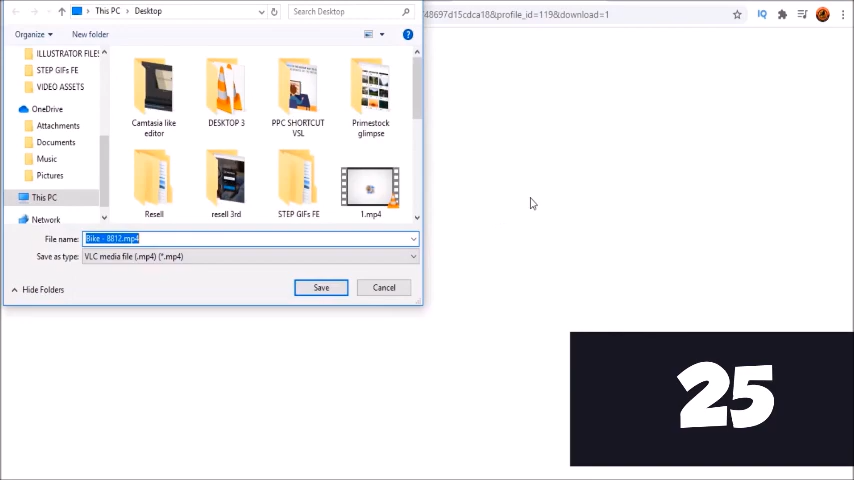 This PC > Desktop
Search Desktop
48697d15cdca18&profile_id=119&download=1
IQ
Organize
New folder
?
ILLUSTRATOR FILES
STEP GIFs FE
VIDEO ASSETS
OneDrive
Attachments
Documents
Music
Pictures
This PC
Network
Camtasia like editor
DESKTOP 3
PPC SHORTCUT VSL
Primestock glimpse
Resell
resell 3rd
STEP GIFs FE
1.mp4
File name: Bike - 8812.mp4
Save as type: VLC media file (.mp4) (*.mp4)
Hide Folders
Save
Cancel
25